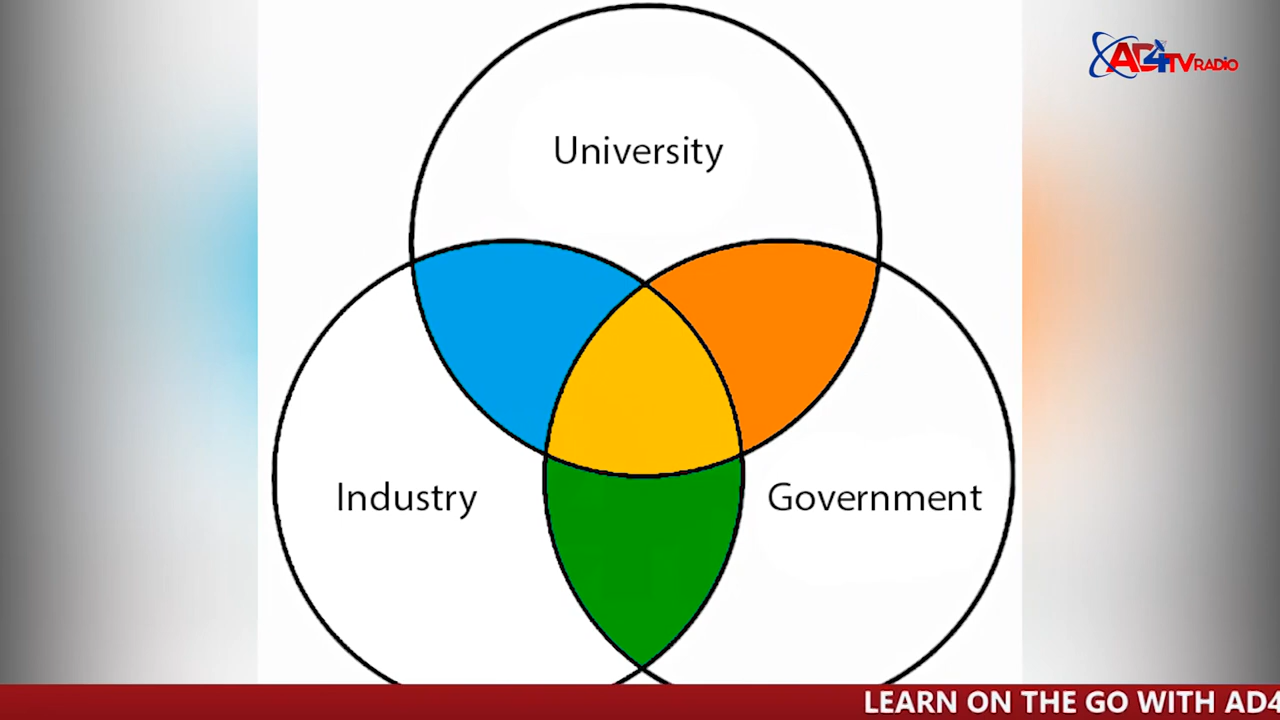 AD4TV RADIO
University
Industry
Government
LEARN ON THE GO WITH AD4